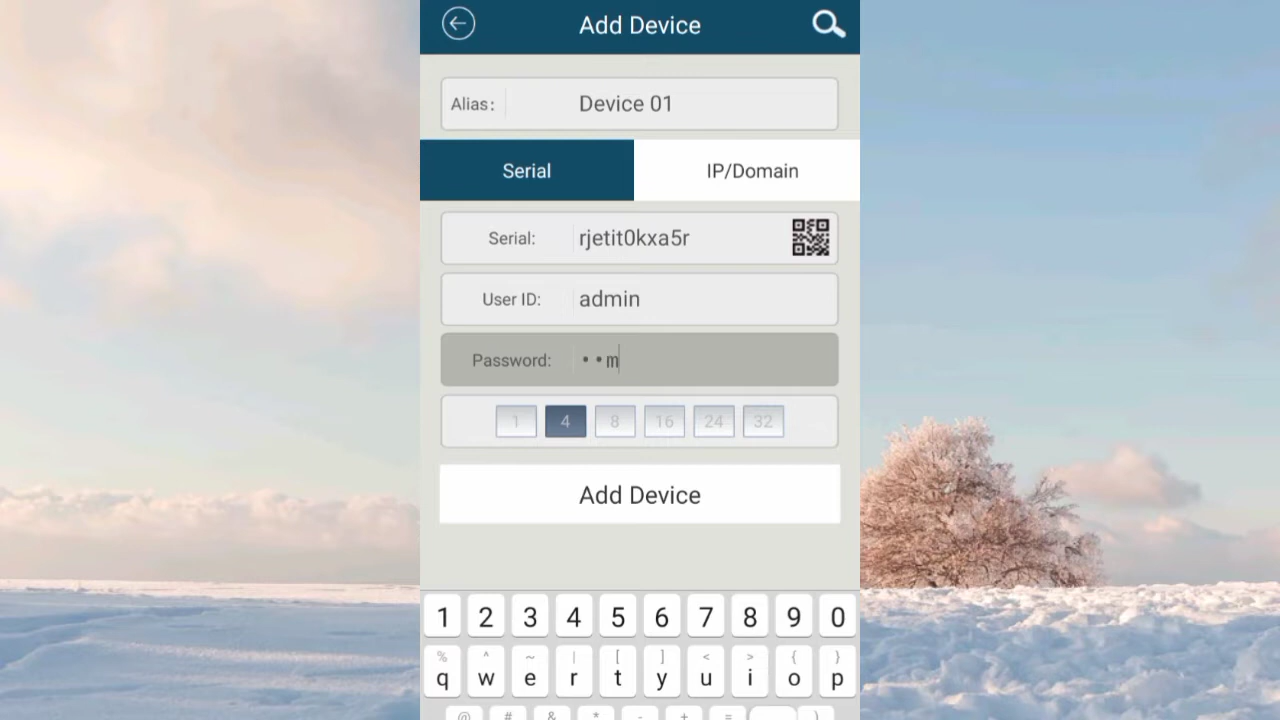 Add Device
Alias: Device 01
Serial IP/Domain
Serial: rjetit0kxa5r
User ID: admin
Password: ••m
1 4 8 16 24 32
Add Device
1 2 3 4 5 6 7 8 9 0
% ^ ~ | [ ] < > { }
q w e r t y u i o p
@ # & * - + = )